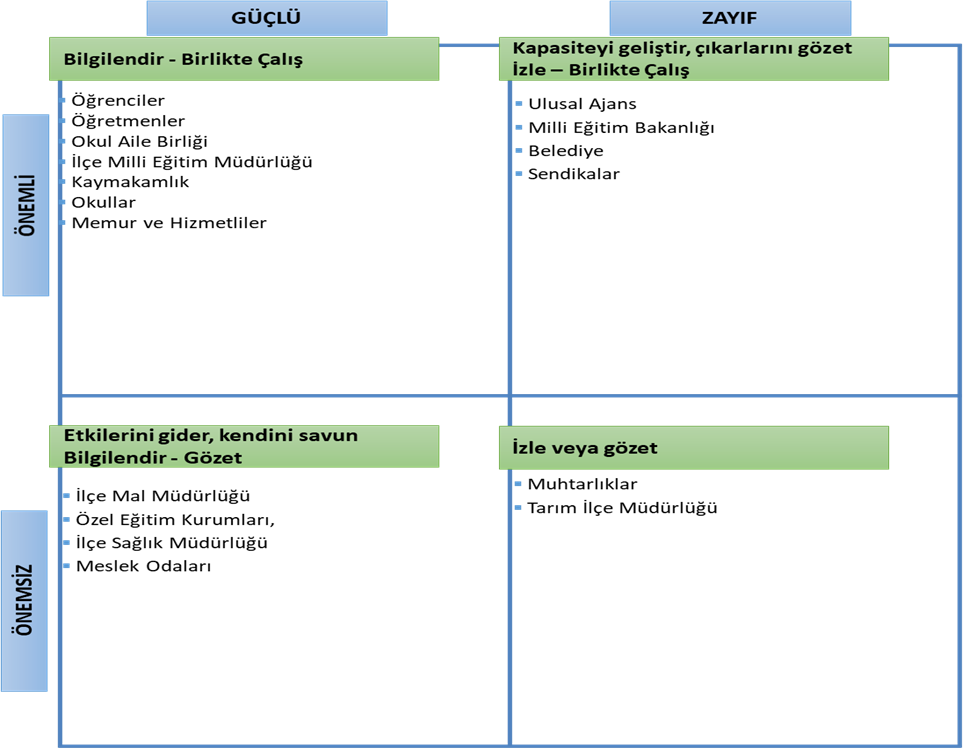 GÜÇLÜ
ZAYIF
ÖNEMLİ
Bilgilendir - Birlikte Çalış
Öğrenciler
Öğretmenler
Okul Aile Birliği
İlçe Milli Eğitim Müdürlüğü
Kaymakamlık
Okullar
Memur ve Hizmetliler
Kapasiteyi geliştir, çıkarlarını gözet
İzle – Birlikte Çalış
Ulusal Ajans
Milli Eğitim Bakanlığı
Belediye
Sendikalar
ÖNEMSİZ
Etkilerini gider, kendini savun
Bilgilendir - Gözet
İlçe Mal Müdürlüğü
Özel Eğitim Kurumları,
İlçe Sağlık Müdürlüğü
Meslek Odaları
İzle veya gözet
Muhtarlıklar
Tarım İlçe Müdürlüğü